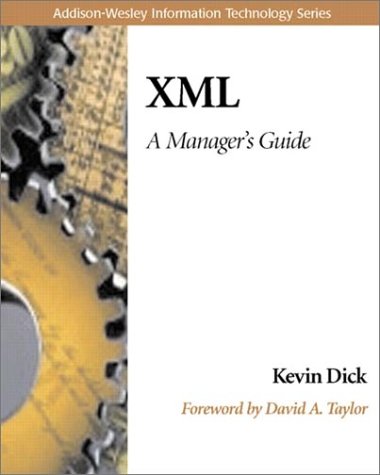 Addison-Wesley Information Technology Series
XML
A Manager's Guide
Kevin Dick
Foreword by David A. Taylor